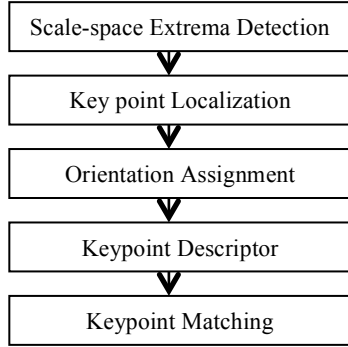 Scale-space Extrema Detection
Key point Localization
Orientation Assignment
Keypoint Descriptor
Keypoint Matching